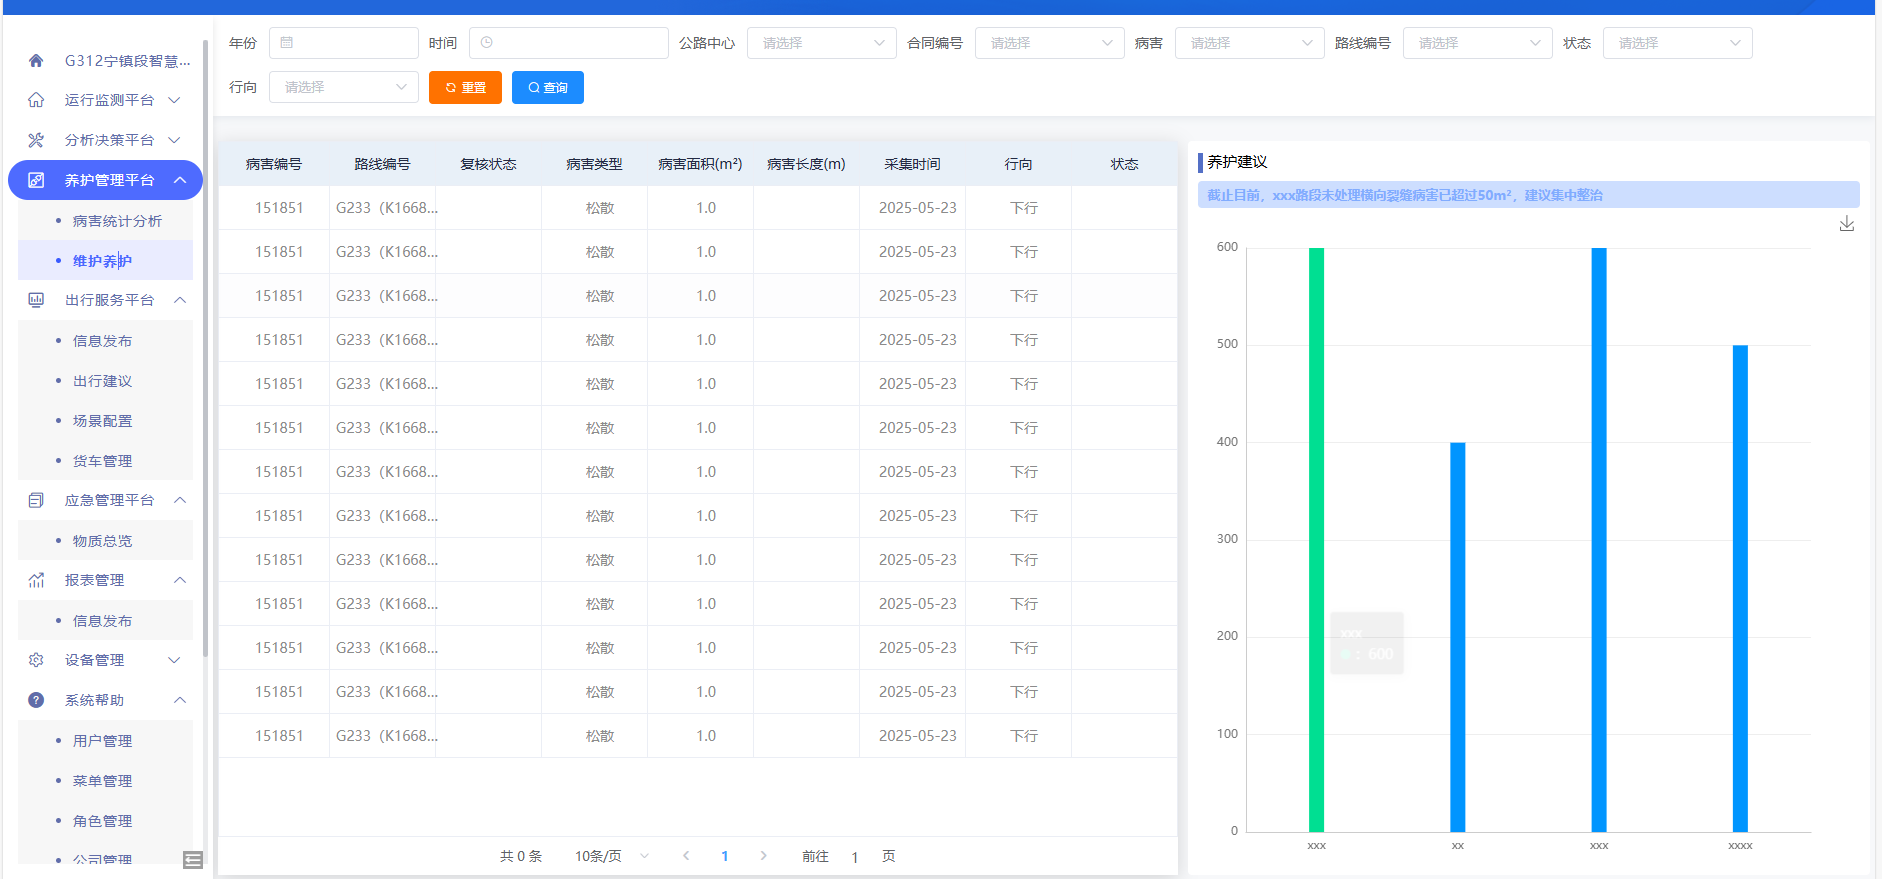 年份
时间
公路中心 请选择
合同编号 请选择
病害 请选择
路线编号 请选择
状态 请选择
行向 请选择
重置
查询
G312宁镇段智慧...
运行监测平台
分析决策平台
养护管理平台
病害统计分析
维护养护
出行服务平台
信息发布
出行建议
场景配置
货车管理
应急管理平台
物质总览
报表管理
信息发布
设备管理
系统帮助
用户管理
菜单管理
角色管理
公司管理
病害编号 路线编号 复核状态 病害类型 病害面积(m²) 病害长度(m) 采集时间 行向 状态
151851 G233（K1668... 松散 1.0 2025-05-23 下行
151851 G233（K1668... 松散 1.0 2025-05-23 下行
151851 G233（K1668... 松散 1.0 2025-05-23 下行
151851 G233（K1668... 松散 1.0 2025-05-23 下行
151851 G233（K1668... 松散 1.0 2025-05-23 下行
151851 G233（K1668... 松散 1.0 2025-05-23 下行
151851 G233（K1668... 松散 1.0 2025-05-23 下行
151851 G233（K1668... 松散 1.0 2025-05-23 下行
151851 G233（K1668... 松散 1.0 2025-05-23 下行
151851 G233（K1668... 松散 1.0 2025-05-23 下行
151851 G233（K1668... 松散 1.0 2025-05-23 下行
151851 G233（K1668... 松散 1.0 2025-05-23 下行
151851 G233（K1668... 松散 1.0 2025-05-23 下行
共 0 条 10条/页 1 前往 1 页
养护建议
截止目前，xxx路段未处理横向裂缝病害已超过50m²，建议集中整治
600
500
400
300
200
100
0
xxx
: 600
xxx xx xxx xxxx